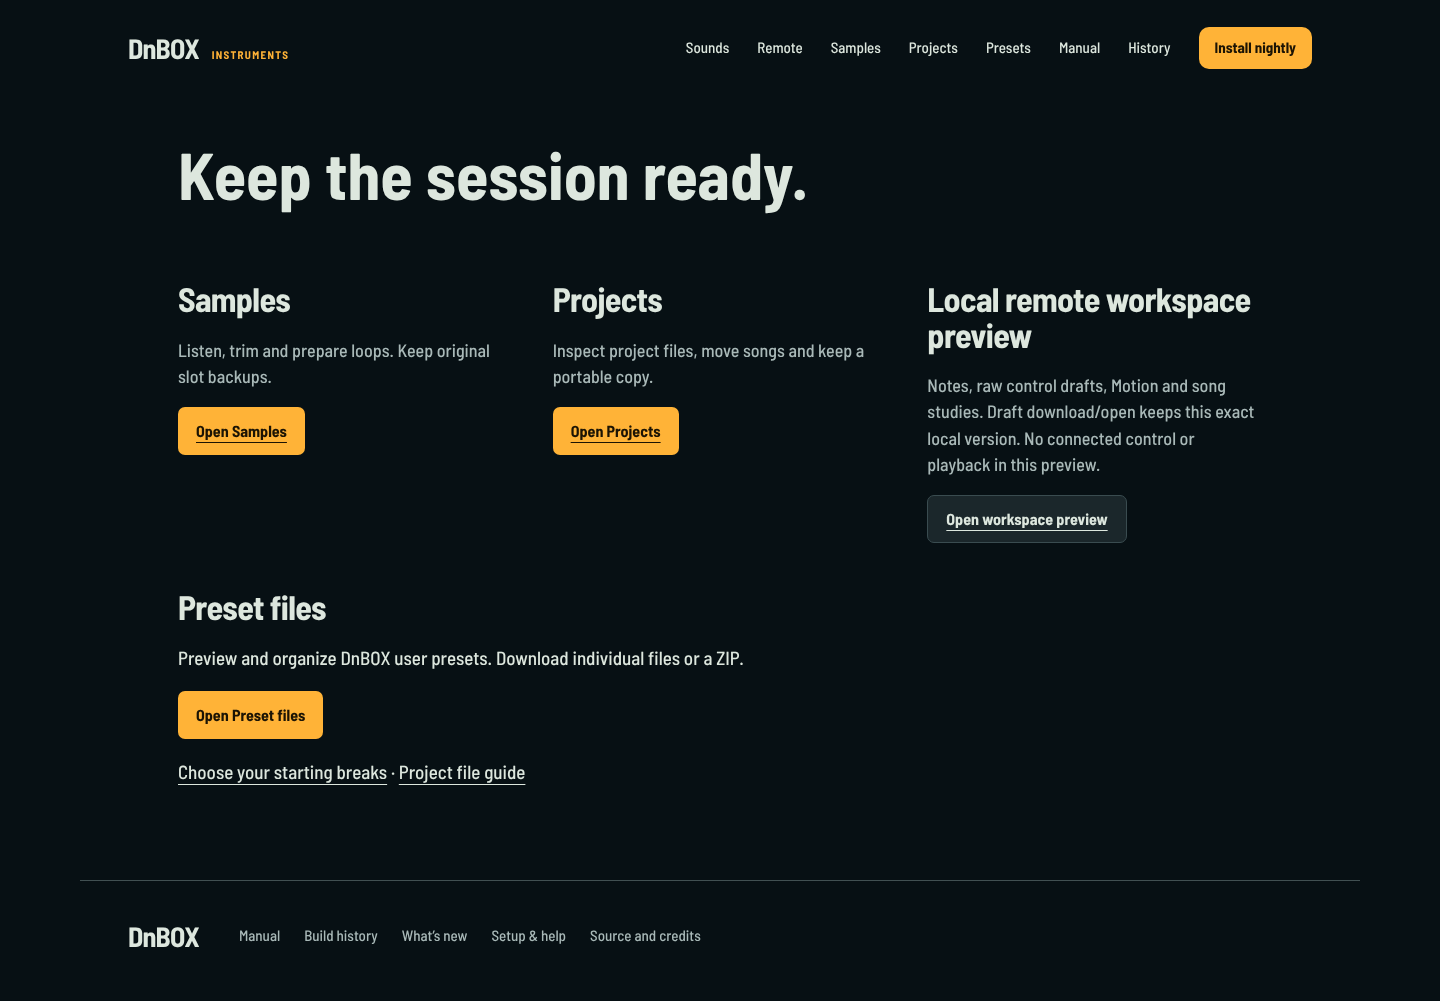 DnBOX INSTRUMENTS
Sounds Remote Samples Projects Presets Manual History Install nightly
Keep the session ready.
Samples
Listen, trim and prepare loops. Keep original
slot backups.
Open Samples
Projects
Inspect project files, move songs and keep a
portable copy.
Open Projects
Local remote workspace
preview
Notes, raw control drafts, Motion and song
studies. Draft download/open keeps this exact
local version. No connected control or
playback in this preview.
Open workspace preview
Preset files
Preview and organize DnBOX user presets. Download individual files or a ZIP.
Open Preset files
Choose your starting breaks · Project file guide
DnBOX Manual Build history What's new Setup & help Source and credits